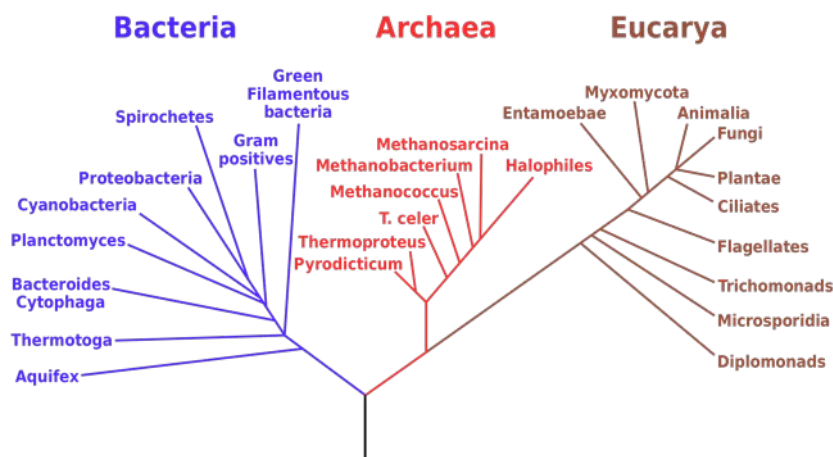 Bacteria
Archaea
Eucarya
Green
Filamentous
bacteria
Spirochetes
Gram
positives
Proteobacteria
Cyanobacteria
Planctomyces
Bacteroides
Cytophaga
Thermotoga
Aquifex
Methanosarcina
Methanobacterium
Halophiles
Methanococcus
T. celer
Thermoproteus
Pyrodicticum
Entamoebae
Myxomycota
Animalia
Fungi
Plantae
Ciliates
Flagellates
Trichomonads
Microsporidia
Diplomonads